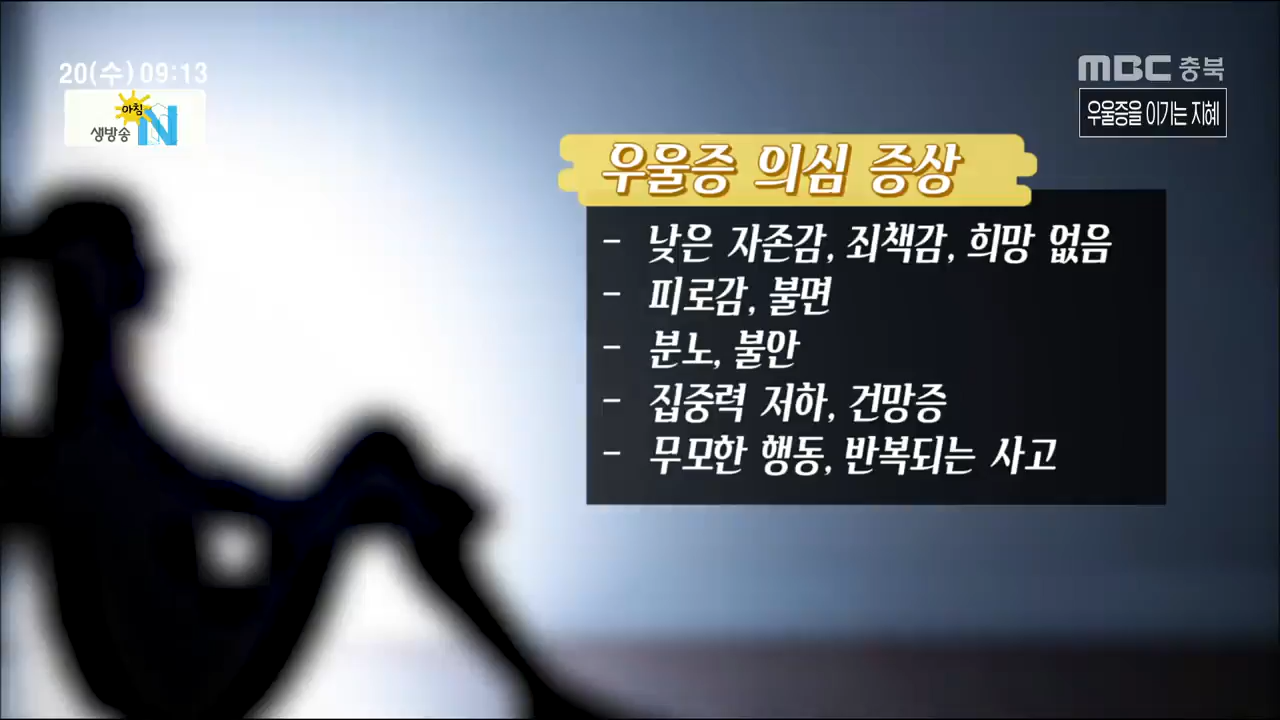 20(수) 09:13
아침
생방송 N
MBC 충북
우울증을 이기는 지혜
우울증 의심 증상
- 낮은 자존감, 죄책감, 희망 없음
- 피로감, 불면
- 분노, 불안
- 집중력 저하, 건망증
- 무모한 행동, 반복되는 사고